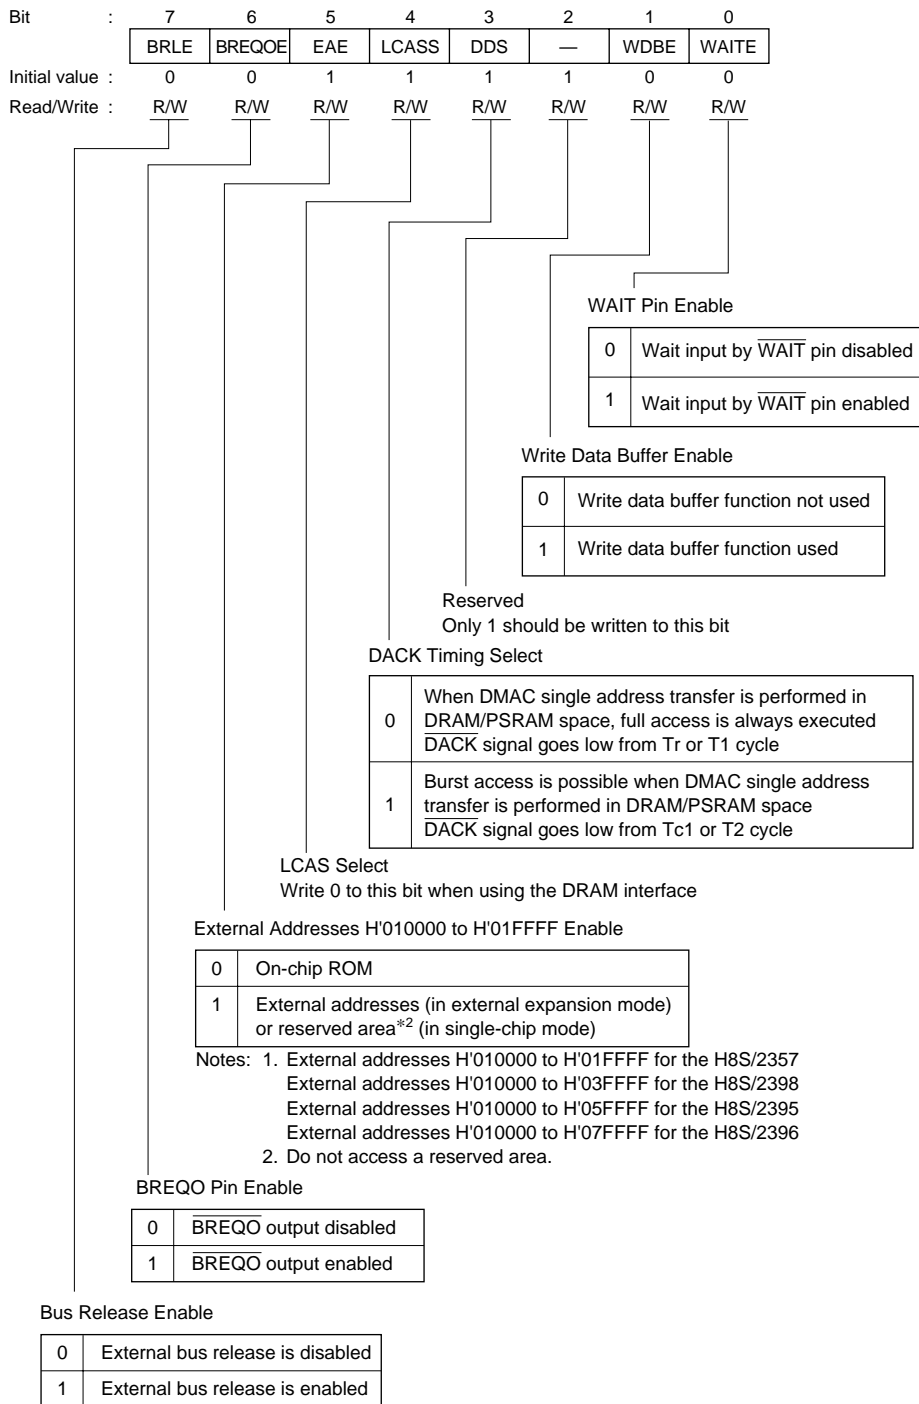 Bit : 7 6 5 4 3 2 1 0
BRLE BREQOE EAE LCASS DDS — WDBE WAITE
Initial value : 0 0 1 1 1 1 0 0
Read/Write : R/W R/W R/W R/W R/W R/W R/W R/W
WAIT Pin Enable
0 Wait input by WAIT pin disabled
1 Wait input by WAIT pin enabled
Write Data Buffer Enable
0 Write data buffer function not used
1 Write data buffer function used
Reserved
Only 1 should be written to this bit
DACK Timing Select
0 When DMAC single address transfer is performed in
DRAM/PSRAM space, full access is always executed
DACK signal goes low from Tr or T1 cycle
1 Burst access is possible when DMAC single address
transfer is performed in DRAM/PSRAM space
DACK signal goes low from Tc1 or T2 cycle
LCAS Select
Write 0 to this bit when using the DRAM interface
External Addresses H'010000 to H'01FFFF Enable
0 On-chip ROM
1 External addresses (in external expansion mode)
or reserved area*2 (in single-chip mode)
Notes: 1. External addresses H'010000 to H'01FFFF for the H8S/2357
External addresses H'010000 to H'03FFFF for the H8S/2398
External addresses H'010000 to H'05FFFF for the H8S/2395
External addresses H'010000 to H'07FFFF for the H8S/2396
2. Do not access a reserved area.
BREQO Pin Enable
0 BREQO output disabled
1 BREQO output enabled
Bus Release Enable
0 External bus release is disabled
1 External bus release is enabled